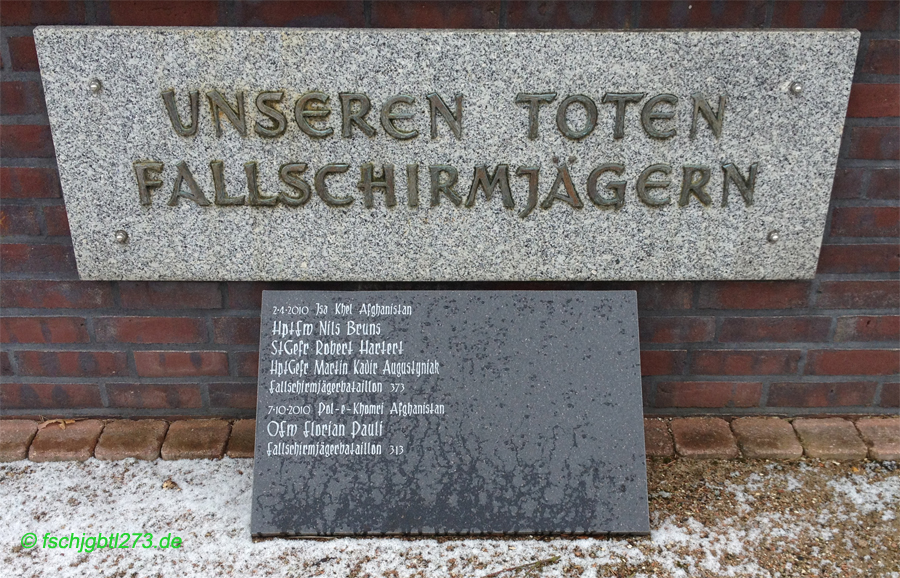 UNSEREN TOTEN
FALLSCHIRMJÄGERN
2·4·2010 Isa Khel Afghanistan
HptFw Nils Bruns
StGefr Robert Hartert
HptGefr Martin Kadir Augustyniak
Fallschirmjägerbataillon 373
7·10·2010 Pol-e-Khomri Afghanistan
OFw Florian Pauli
Fallschirmjägerbataillon 313
© fschjgbtl273.de